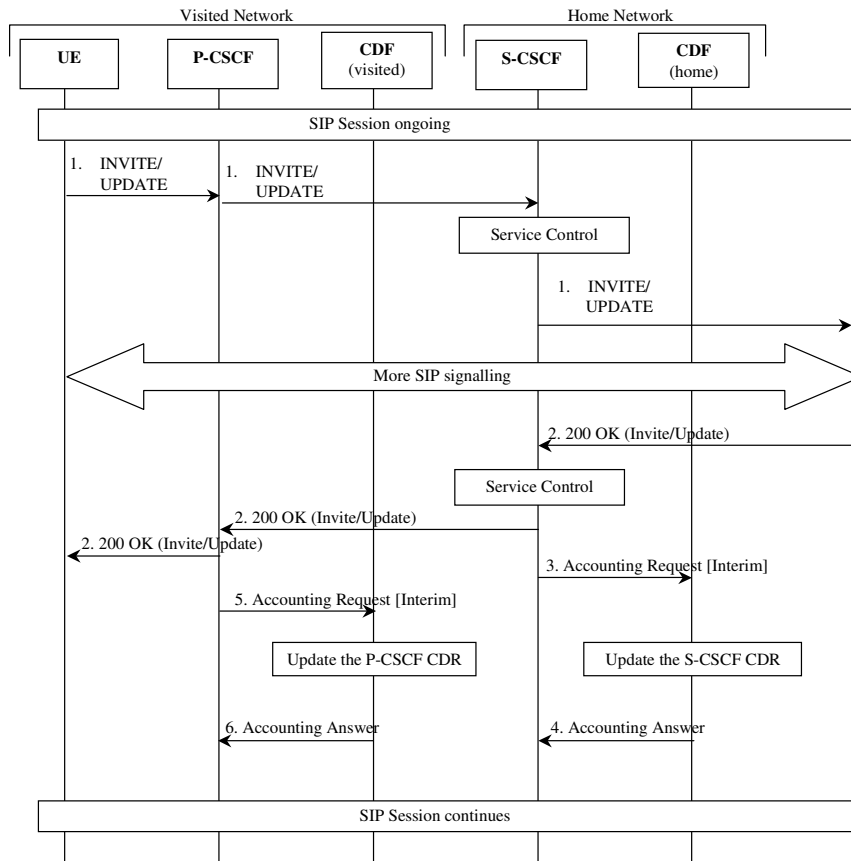 Visited Network
Home Network
UE
P-CSCF
CDF
(visited)
S-CSCF
CDF
(home)
SIP Session ongoing
1. INVITE/
UPDATE
1. INVITE/
UPDATE
Service Control
1. INVITE/
UPDATE
More SIP signalling
2. 200 OK (Invite/Update)
Service Control
2. 200 OK (Invite/Update)
2. 200 OK (Invite/Update)
3. Accounting Request [Interim]
5. Accounting Request [Interim]
Update the P-CSCF CDR
Update the S-CSCF CDR
6. Accounting Answer
4. Accounting Answer
SIP Session continues